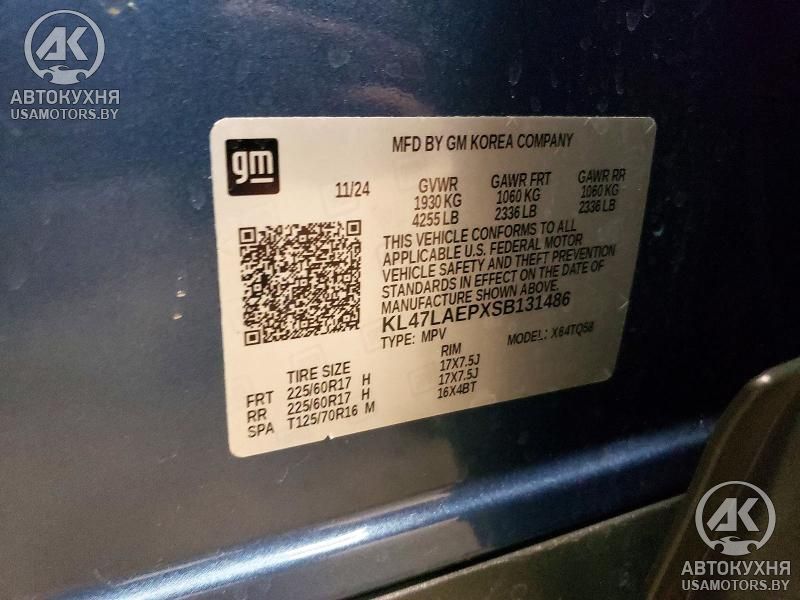 AK
АВТОКУХНЯ
USAMOTORS.BY
gm
MFD BY GM KOREA COMPANY
11/24
GVWR GAWR FRT GAWR RR
1930 KG 1060 KG 1060 KG
4255 LB 2336 LB 2336 LB
THIS VEHICLE CONFORMS TO ALL
APPLICABLE U.S. FEDERAL MOTOR
VEHICLE SAFETY AND THEFT PREVENTION
STANDARDS IN EFFECT ON THE DATE OF
MANUFACTURE SHOWN ABOVE.
KL47LAEPXSB131486
TYPE: MPV MODEL: X64TQ58
TIRE SIZE RIM
FRT 225/60R17 H 17X7.5J
RR 225/60R17 H 17X7.5J
SPA T125/70R16 M 16X4BT
AK
АВТОКУХНЯ
USAMOTORS.BY